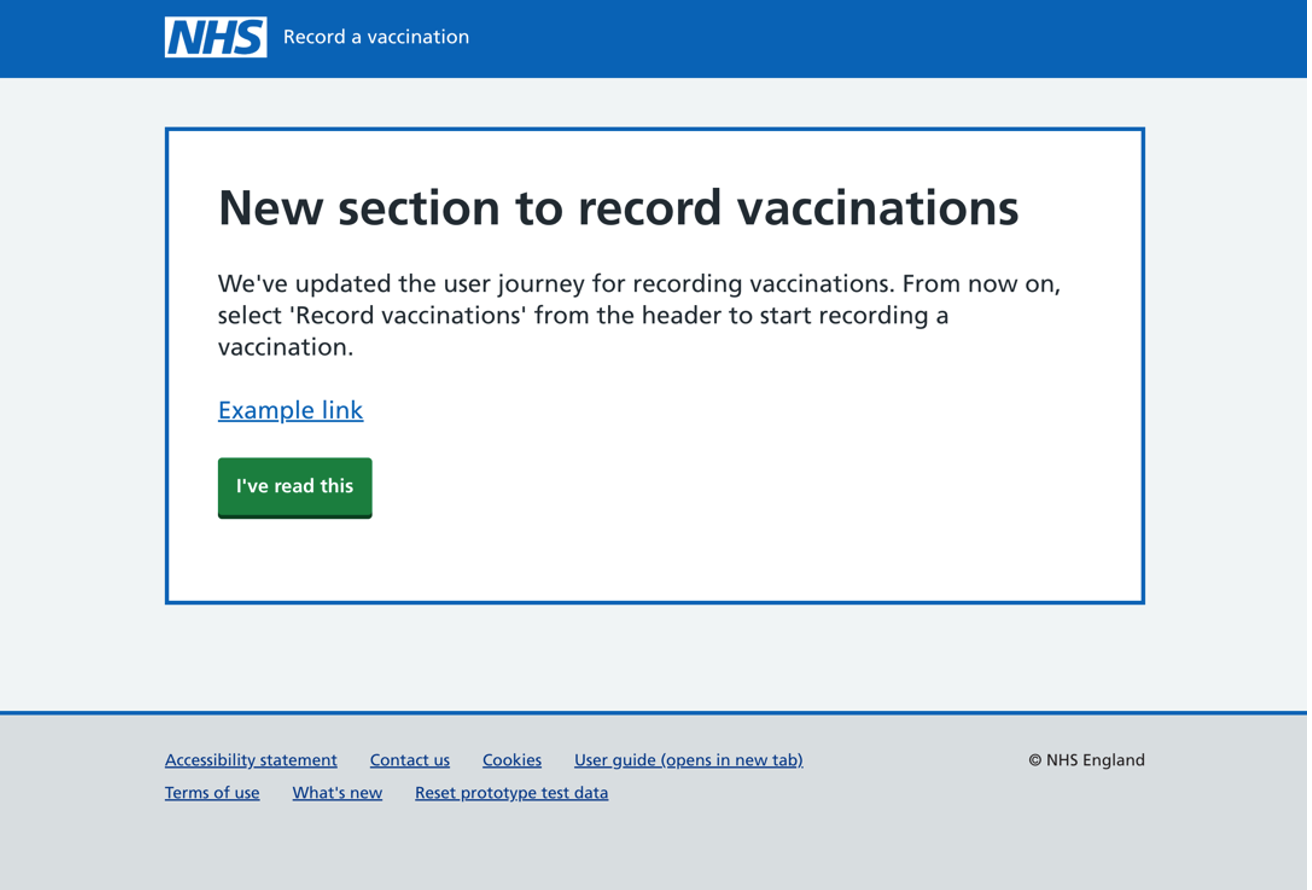 NHS Record a vaccination
New section to record vaccinations
We've updated the user journey for recording vaccinations. From now on,
select 'Record vaccinations' from the header to start recording a
vaccination.
Example link
I've read this
Accessibility statement Contact us Cookies User guide (opens in new tab) © NHS England
Terms of use What's new Reset prototype test data